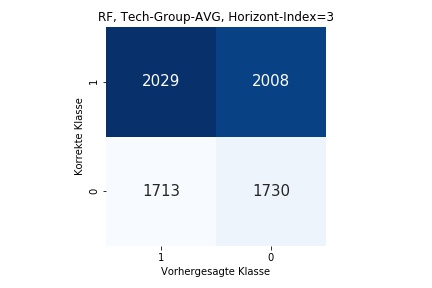 RF, Tech-Group-AVG, Horizont-Index=3
Korrekte Klasse
1
2029 2008
0
1713 1730
1 0
Vorhergesagte Klasse